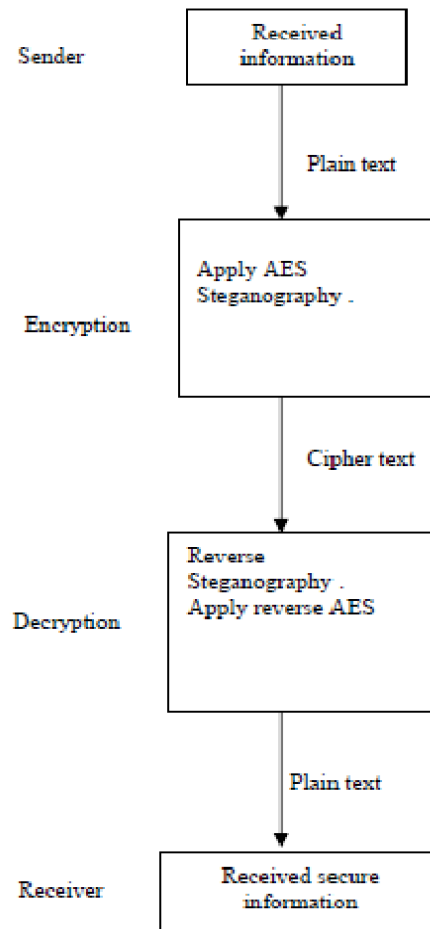 Received
information
Sender
Plain text
Apply AES
Steganography .
Encryption
Cipher text
Reverse
Steganography .
Apply reverse AES
Decryption
Plain text
Received secure
information
Receiver